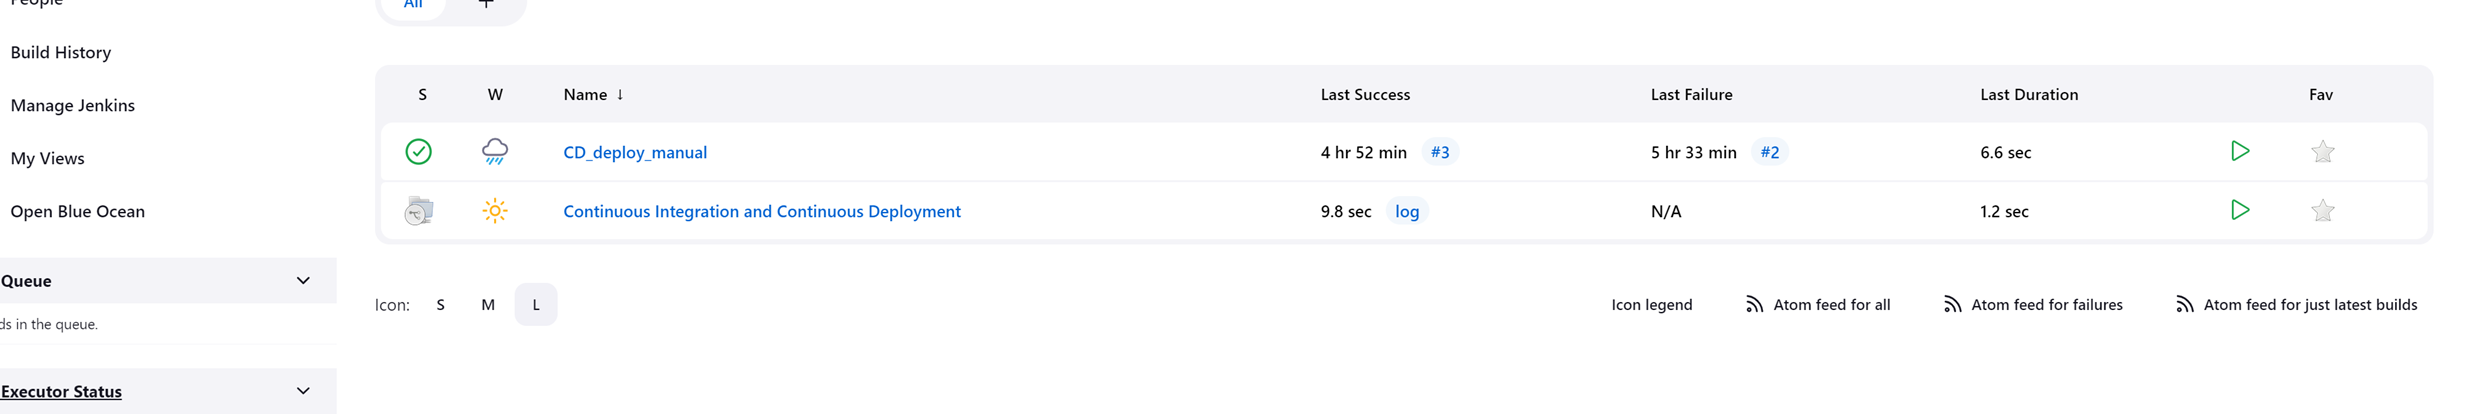 People
All +
Build History
Manage Jenkins
My Views
Open Blue Ocean
S W Name ↓ Last Success Last Failure Last Duration Fav
CD_deploy_manual 4 hr 52 min #3 5 hr 33 min #2 6.6 sec
Continuous Integration and Continuous Deployment 9.8 sec log N/A 1.2 sec
Queue
ds in the queue.
Executor Status
Icon: S M L
Icon legend Atom feed for all Atom feed for failures Atom feed for just latest builds